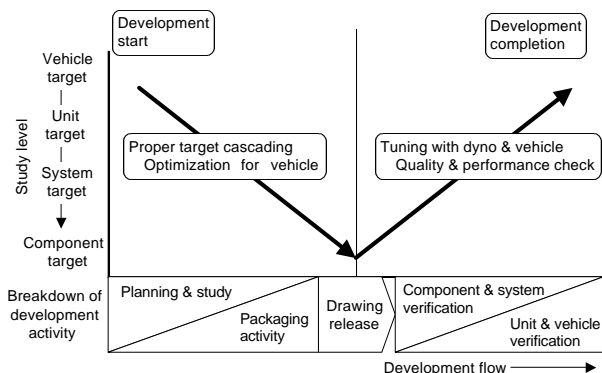 Development
start
Development
completion
Vehicle
target
Unit
target
System
target
Component
target
Study level
Proper target cascading
Optimization for vehicle
Tuning with dyno & vehicle
Quality & performance check
Breakdown of
development
activity
Planning & study
Packaging
activity
Drawing
release
Component & system
verification
Unit & vehicle
verification
Development flow